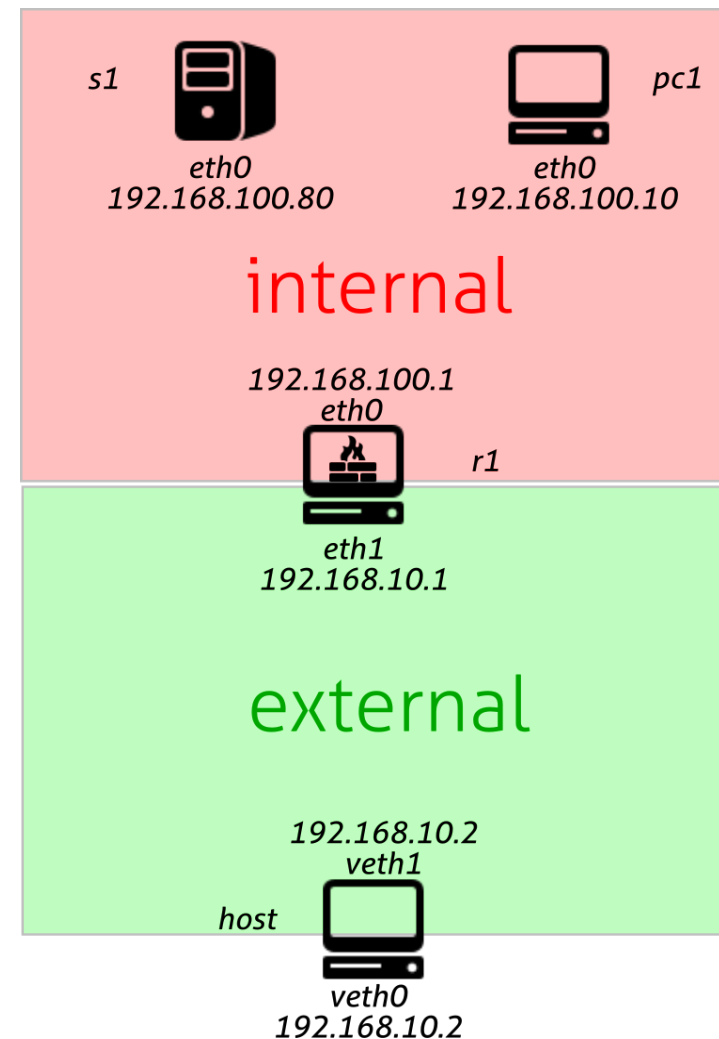 s1
pc1
eth0
192.168.100.80
eth0
192.168.100.10
internal
192.168.100.1
eth0
r1
eth1
192.168.10.1
external
192.168.10.2
veth1
host
veth0
192.168.10.2